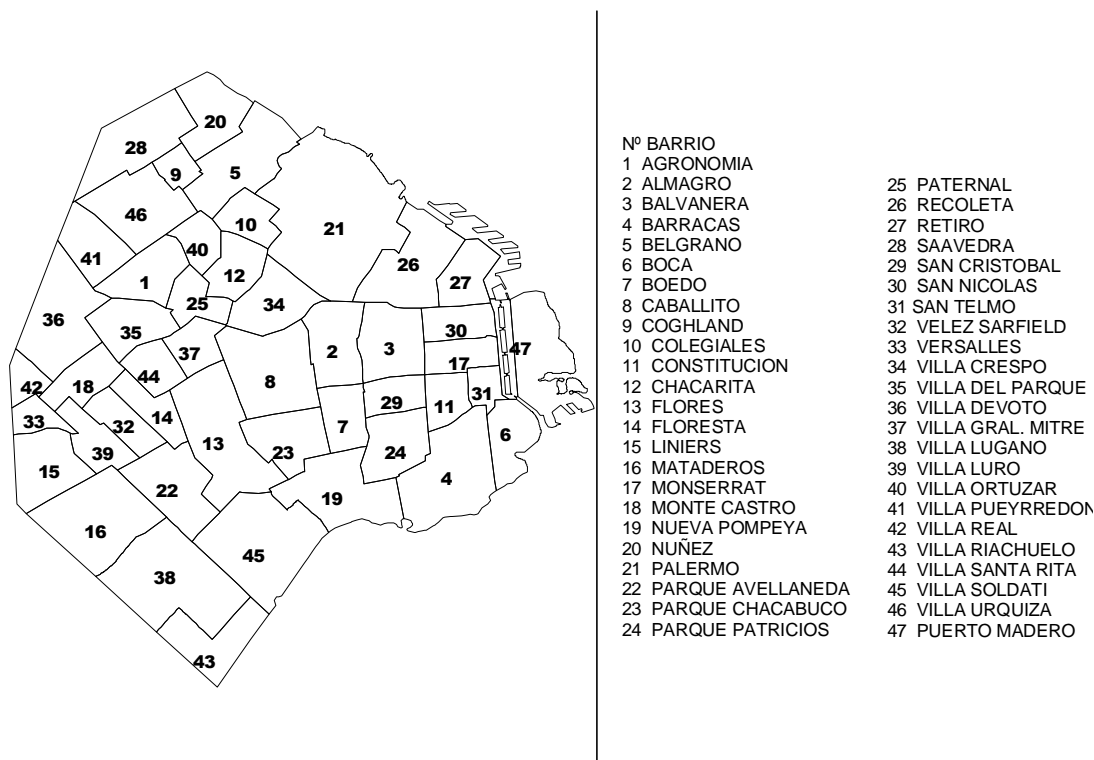 20
28
9
5
46
10
21
40
41
26
12
1
27
25
34
36
35
30
47
37
2
3
17
44
8
42
18
31
29
11
14
33
32
7
6
13
39
23
24
15
4
22
19
16
45
38
43
Nº BARRIO
1 AGRONOMIA
2 ALMAGRO
3 BALVANERA
4 BARRACAS
5 BELGRANO
6 BOCA
7 BOEDO
8 CABALLITO
9 COGHLAND
10 COLEGIALES
11 CONSTITUCION
12 CHACARITA
13 FLORES
14 FLORESTA
15 LINIERS
16 MATADEROS
17 MONSERRAT
18 MONTE CASTRO
19 NUEVA POMPEYA
20 NUÑEZ
21 PALERMO
22 PARQUE AVELLANEDA
23 PARQUE CHACABUCO
24 PARQUE PATRICIOS
25 PATERNAL
26 RECOLETA
27 RETIRO
28 SAAVEDRA
29 SAN CRISTOBAL
30 SAN NICOLAS
31 SAN TELMO
32 VELEZ SARFIELD
33 VERSALLES
34 VILLA CRESPO
35 VILLA DEL PARQUE
36 VILLA DEVOTO
37 VILLA GRAL. MITRE
38 VILLA LUGANO
39 VILLA LURO
40 VILLA ORTUZAR
41 VILLA PUEYRREDON
42 VILLA REAL
43 VILLA RIACHUELO
44 VILLA SANTA RITA
45 VILLA SOLDATI
46 VILLA URQUIZA
47 PUERTO MADERO